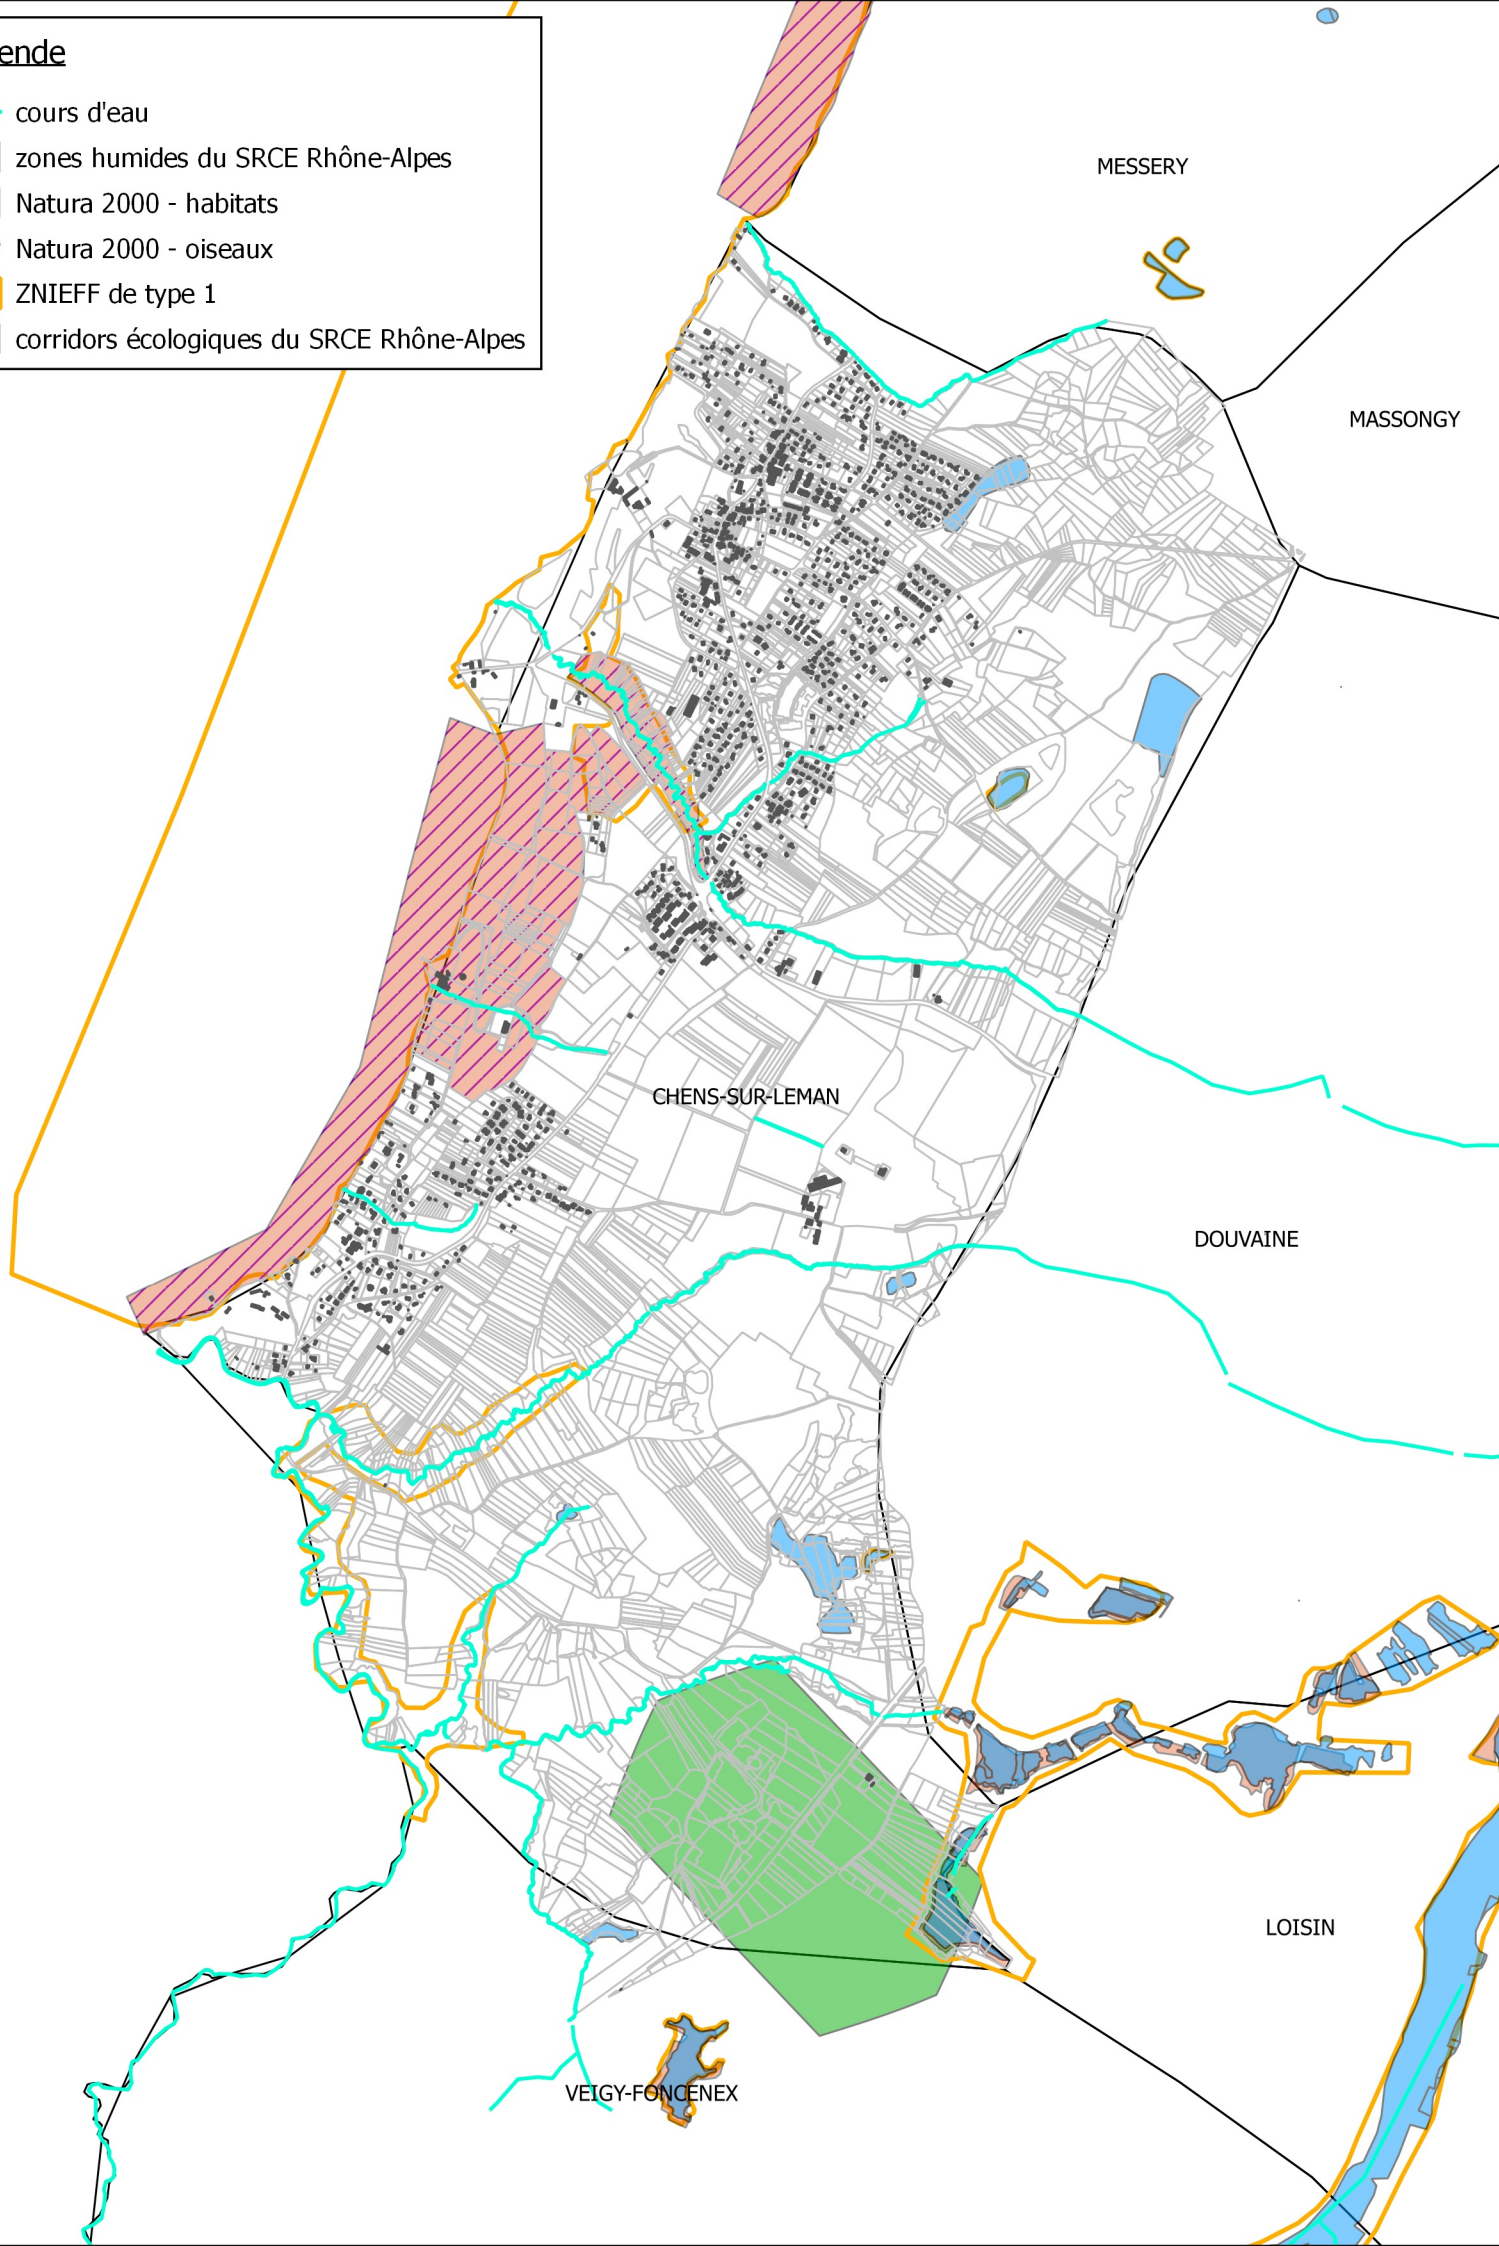 ende
cours d'eau
zones humides du SRCE Rhône-Alpes
Natura 2000 - habitats
Natura 2000 - oiseaux
ZNIEFF de type 1
corridors écologiques du SRCE Rhône-Alpes
MESSERY
MASSONGY
CHENS-SUR-LEMAN
DOUVAINE
LOISIN
VEIGY-FONCENEX